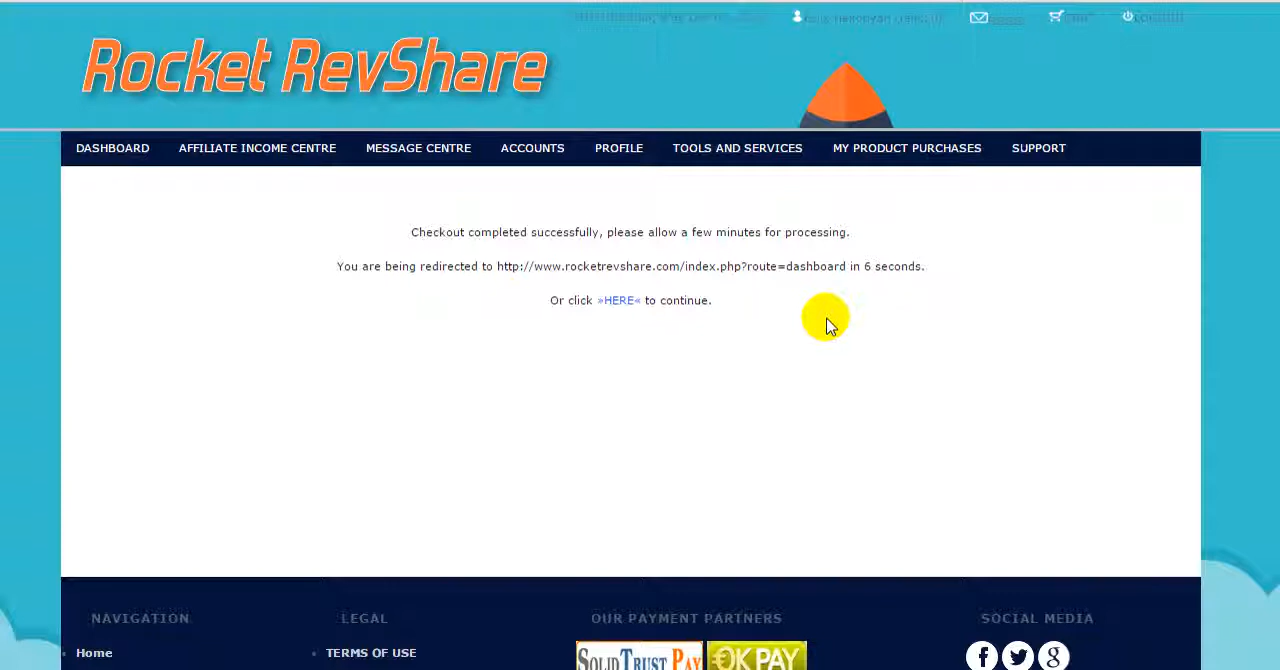 Rocket RevShare
DASHBOARD AFFILIATE INCOME CENTRE MESSAGE CENTRE ACCOUNTS PROFILE TOOLS AND SERVICES MY PRODUCT PURCHASES SUPPORT
Checkout completed successfully, please allow a few minutes for processing.
You are being redirected to http://www.rocketrevshare.com/index.php?route=dashboard in 6 seconds.
Or click »HERE« to continue.
NAVIGATION LEGAL OUR PAYMENT PARTNERS SOCIAL MEDIA
Home TERMS OF USE SOLIDTRUST PAY OKPAY